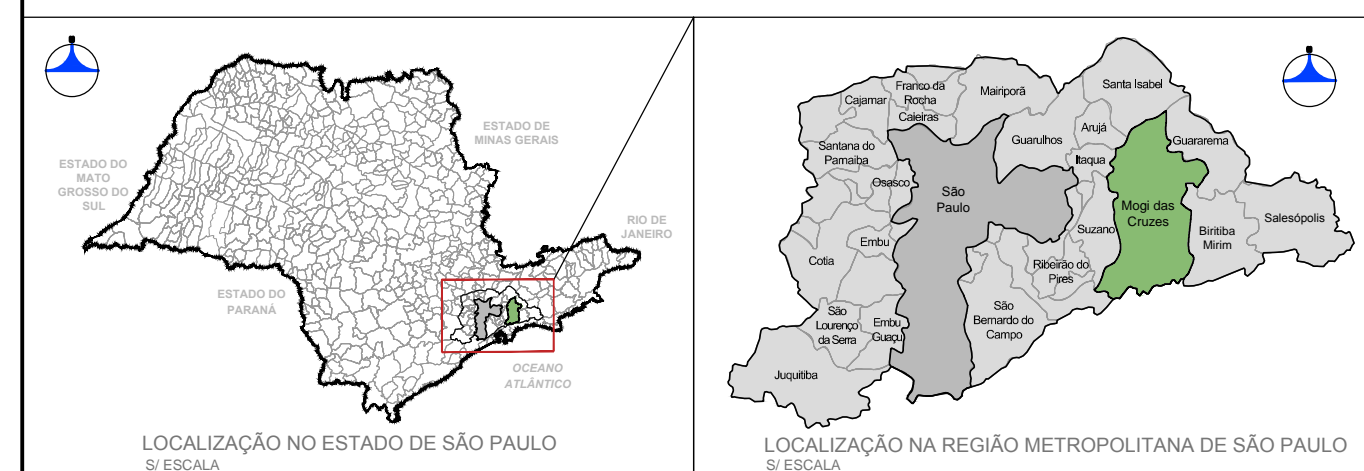 ESTADO DE
MINAS GERAIS
ESTADO DO
MATO
GROSSO DO
SUL
RIO DE
JANEIRO
ESTADO DO
PARANÁ
OCEANO
ATLÂNTICO
LOCALIZAÇÃO NO ESTADO DE SÃO PAULO
S/ ESCALA
Santa Isabel
Franco da
Rocha
Mairiporã
Cajamar
Caieiras
Arujá
Guarulhos
Guararema
Santana do
Parnaiba
Itaqua
Osasco
São
Paulo
Mogi das
Cruzes
Salesópolis
Suzano
Biritiba
Mirim
Embu
Cotia
Ribeirão do
Pires
São
Bernardo do
Campo
São
Lourenço
da Serra
Embu
Guaçu
Juquitiba
LOCALIZAÇÃO NA REGIÃO METROPOLITANA DE SÃO PAULO
S/ ESCALA